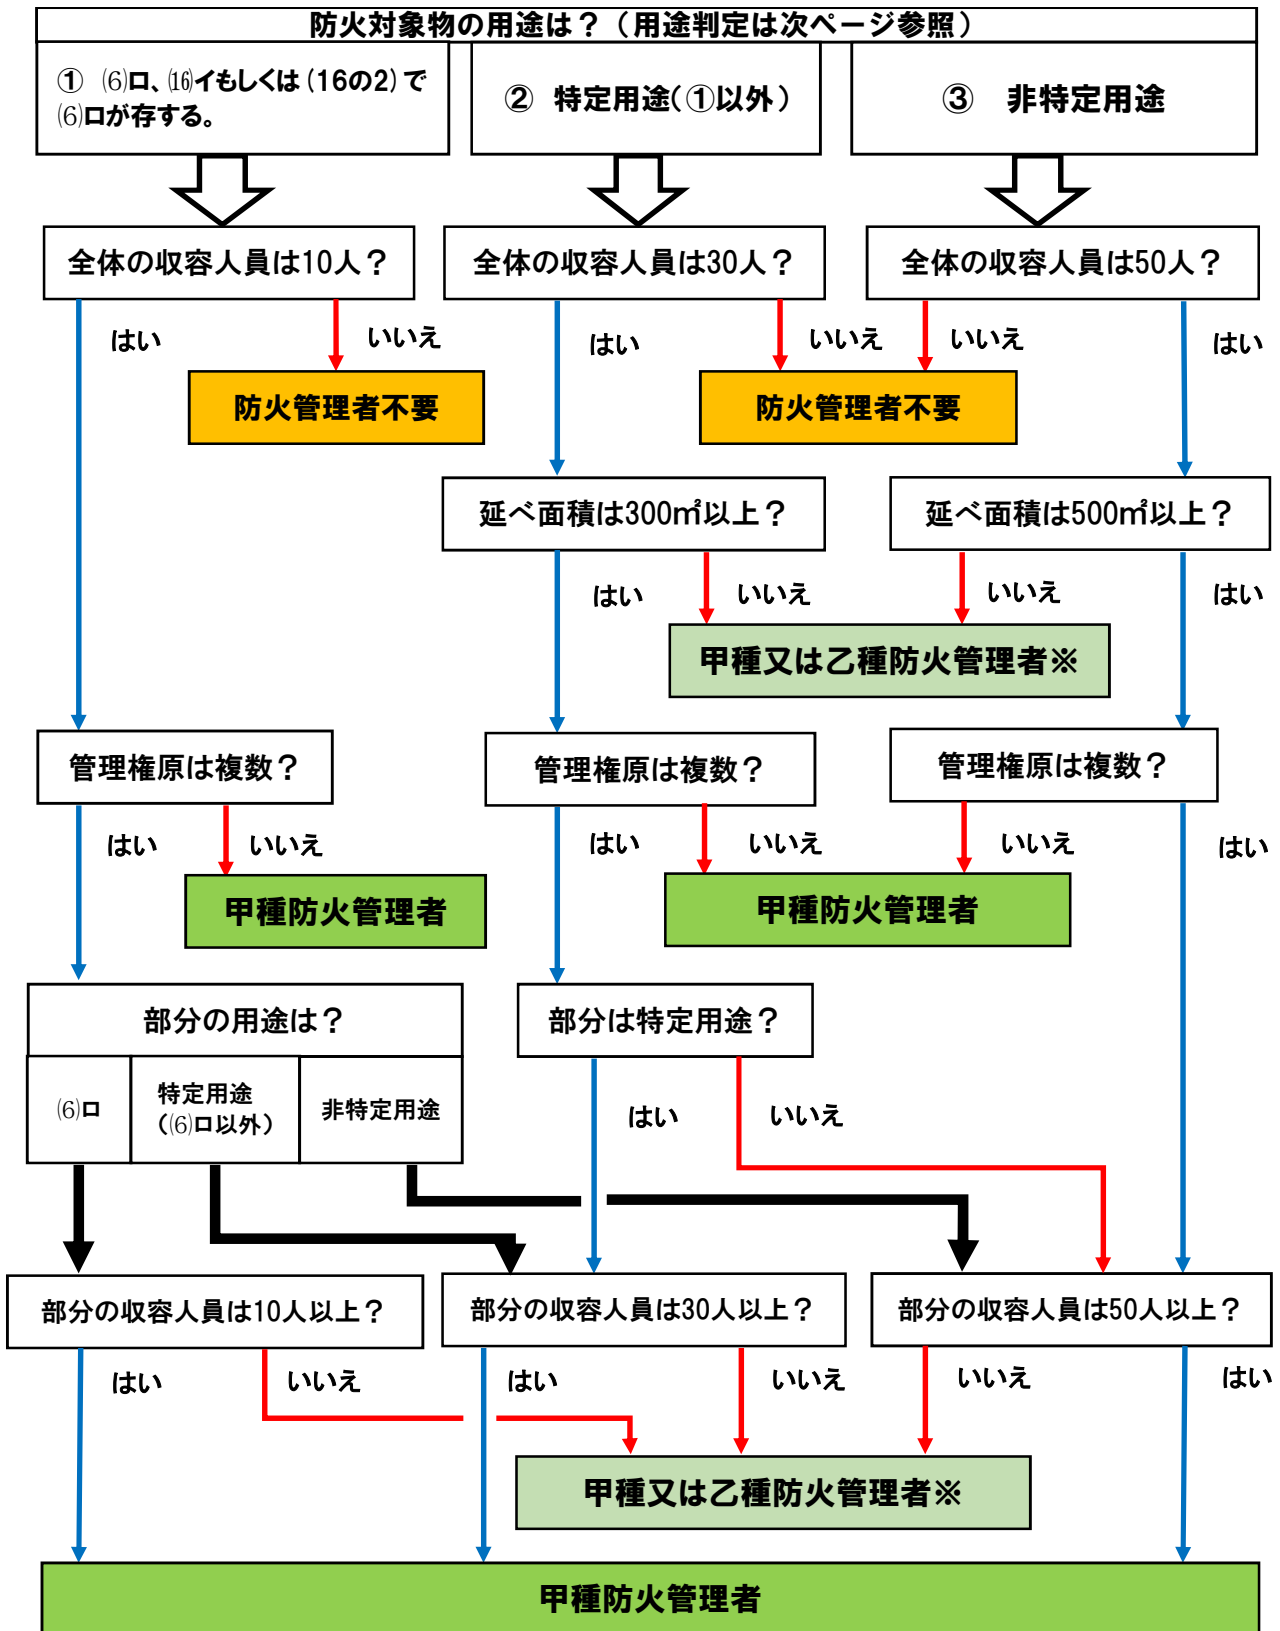 防火対象物の用途は？（用途判定は次ページ参照）
① ⑹ロ、⒃イもしくは（16の2）で
⑹ロが存する。
② 特定用途（①以外）
③ 非特定用途
全体の収容人員は10人？
全体の収容人員は30人？
全体の収容人員は50人？
はい
いいえ
はい
いいえ
いいえ
はい
防火管理者不要
防火管理者不要
延べ面積は300㎡以上？
延べ面積は500㎡以上？
はい
いいえ
いいえ
はい
甲種又は乙種防火管理者※
管理権原は複数？
管理権原は複数？
管理権原は複数？
はい
いいえ
はい
いいえ
いいえ
はい
甲種防火管理者
甲種防火管理者
部分の用途は？
部分は特定用途？
⑹ロ
特定用途
（⑹ロ以外）
非特定用途
はい
いいえ
部分の収容人員は10人以上？
部分の収容人員は30人以上？
部分の収容人員は50人以上？
はい
いいえ
はい
いいえ
いいえ
はい
甲種又は乙種防火管理者※
甲種防火管理者